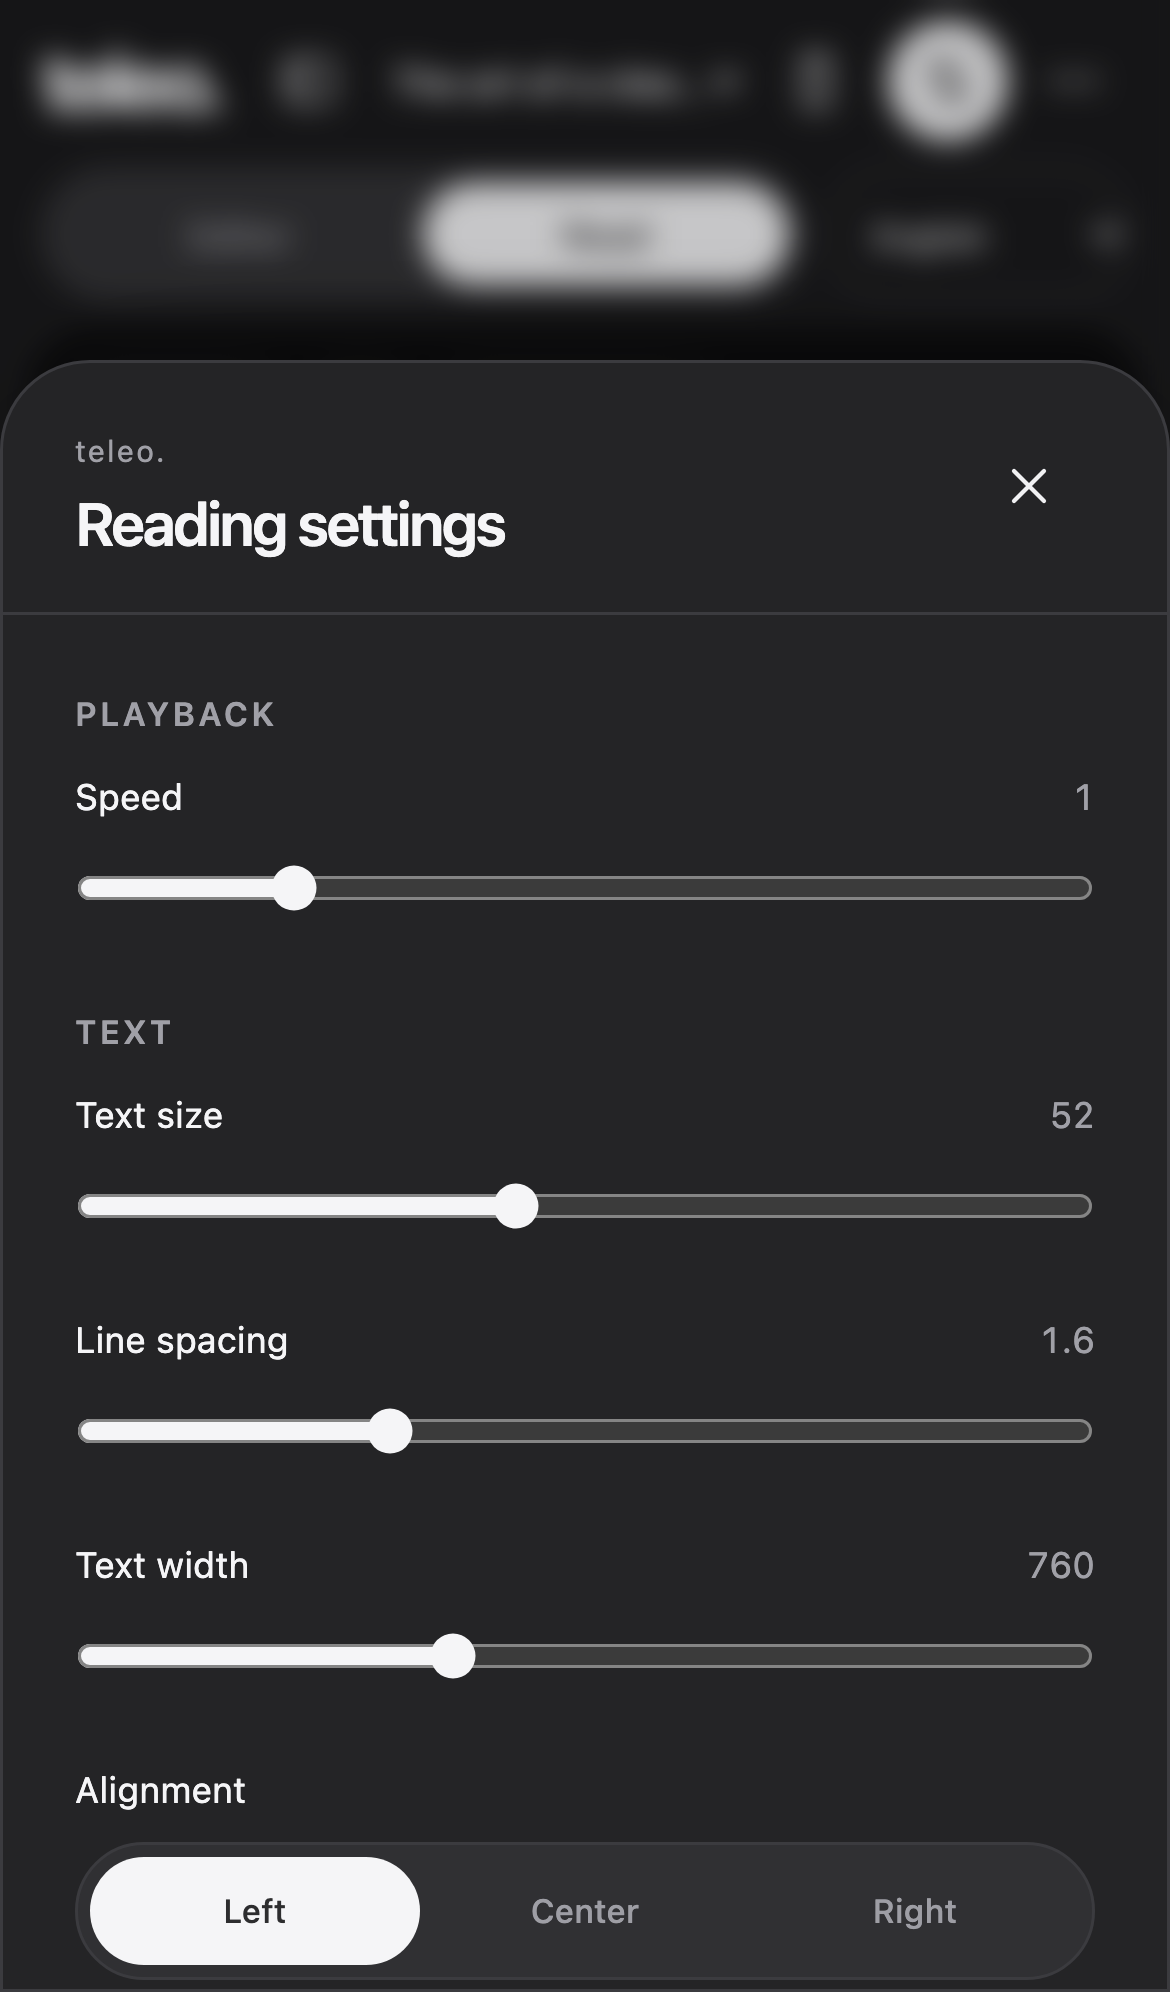 teleo.
teleo.
Reading settings
PLAYBACK
Speed
1
TEXT
Text size
52
Line spacing
1.6
Text width
760
Alignment
Left
Center
Right